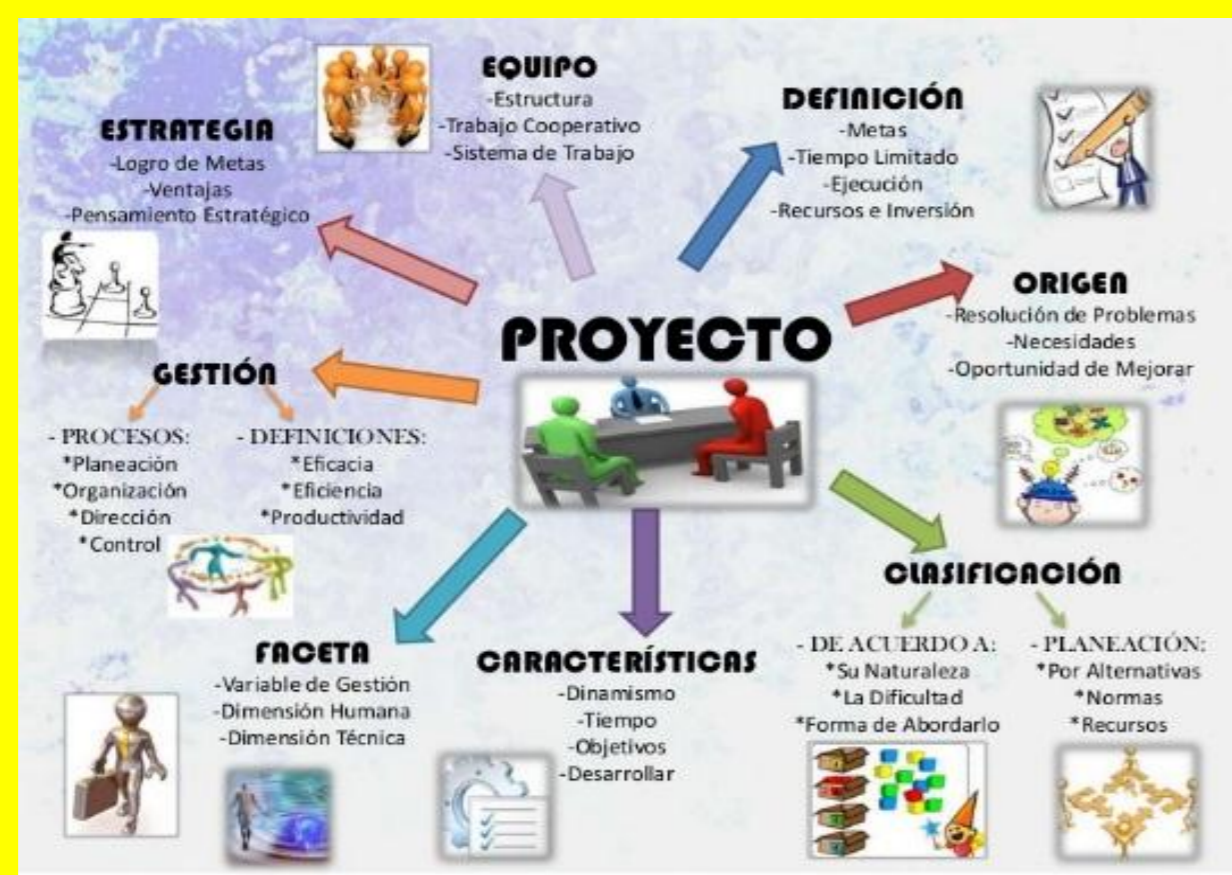 PROYECTO
EQUIPO
-Estructura
-Trabajo Cooperativo
-Sistema de Trabajo
DEFINICIÓN
-Metas
-Tiempo Limitado
-Ejecución
-Recursos e Inversión
ORIGEN
-Resolución de Problemas
-Necesidades
-Oportunidad de Mejorar
CLASIFICACIÓN
- DE ACUERDO A:
*Su Naturaleza
*La Dificultad
*Forma de Abordarlo
- PLANEACIÓN:
*Por Alternativas
*Normas
*Recursos
CARACTERÍSTICAS
-Dinamismo
-Tiempo
-Objetivos
-Desarrollar
FACETA
-Variable de Gestión
-Dimensión Humana
-Dimensión Técnica
GESTIÓN
- PROCESOS:
*Planeación
*Organización
*Dirección
*Control
- DEFINICIONES:
*Eficacia
*Eficiencia
*Productividad
ESTRATEGIA
-Logro de Metas
-Ventajas
-Pensamiento Estratégico